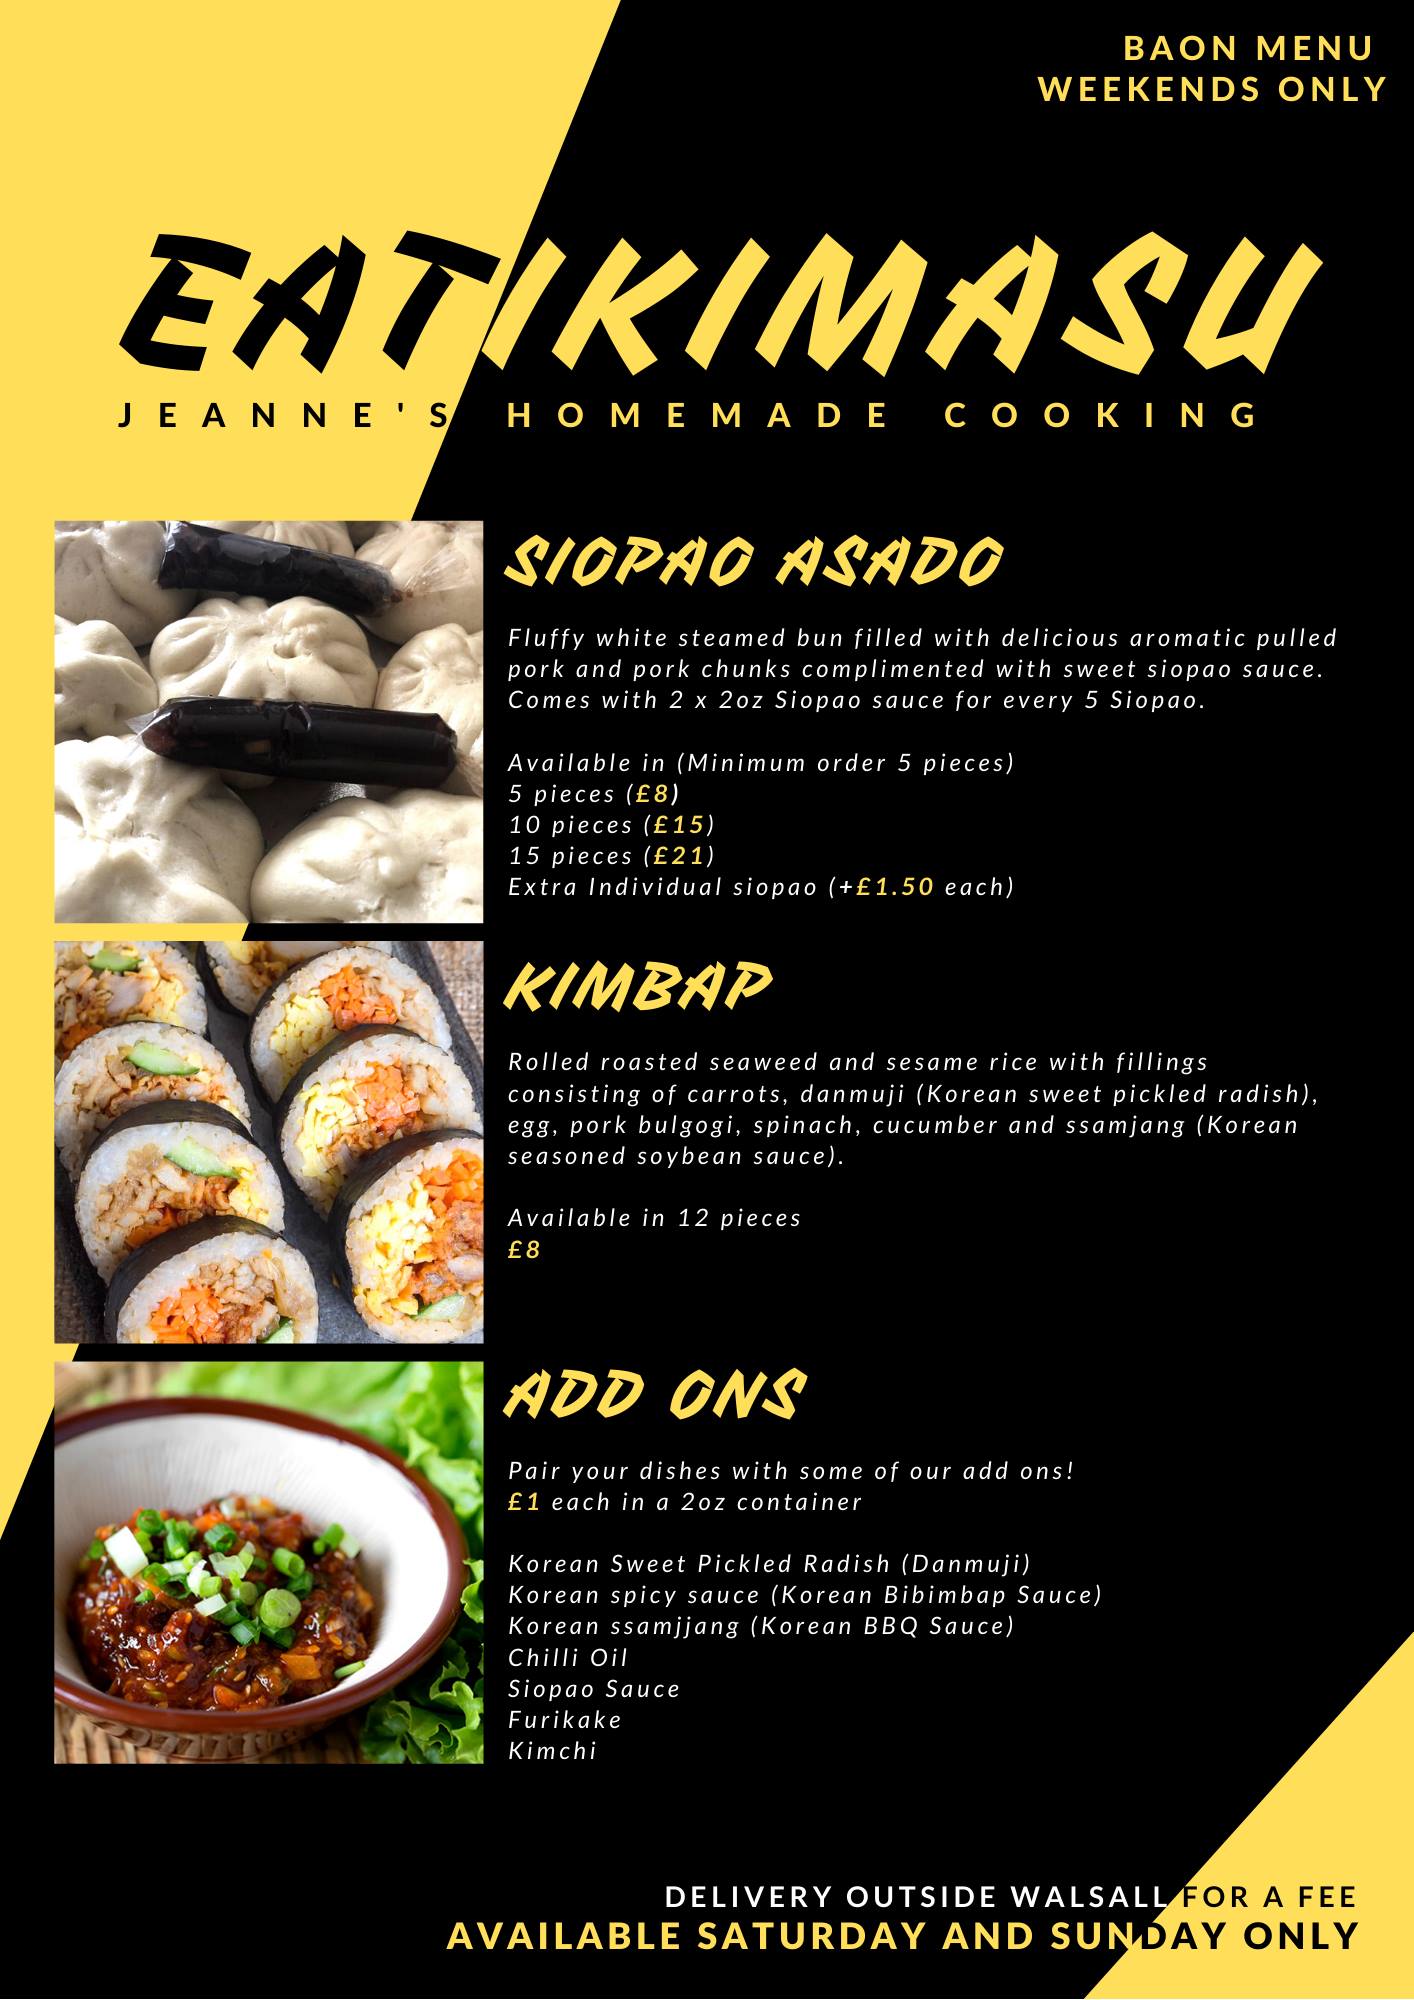 BAON MENU
WEEKENDS ONLY
EATIKIMASU
JEANNE'S HOMEMADE COOKING
SIOPAO ASADO
Fluffy white steamed bun filled with delicious aromatic pulled
pork and pork chunks complimented with sweet siopao sauce.
Comes with 2 x 2oz Siopao sauce for every 5 Siopao.
Available in (Minimum order 5 pieces)
5 pieces (£8)
10 pieces (£15)
15 pieces (£21)
Extra Individual siopao (+£1.50 each)
KIMBAP
Rolled roasted seaweed and sesame rice with fillings
consisting of carrots, danmuji (Korean sweet pickled radish),
egg, pork bulgogi, spinach, cucumber and ssamjang (Korean
seasoned soybean sauce).
Available in 12 pieces
£8
ADD ONS
Pair your dishes with some of our add ons!
£1 each in a 2oz container
Korean Sweet Pickled Radish (Danmuji)
Korean spicy sauce (Korean Bibimbap Sauce)
Korean ssamjjang (Korean BBQ Sauce)
Chilli Oil
Siopao Sauce
Furikake
Kimchi
DELIVERY OUTSIDE WALSALL FOR A FEE
AVAILABLE SATURDAY AND SUNDAY ONLY